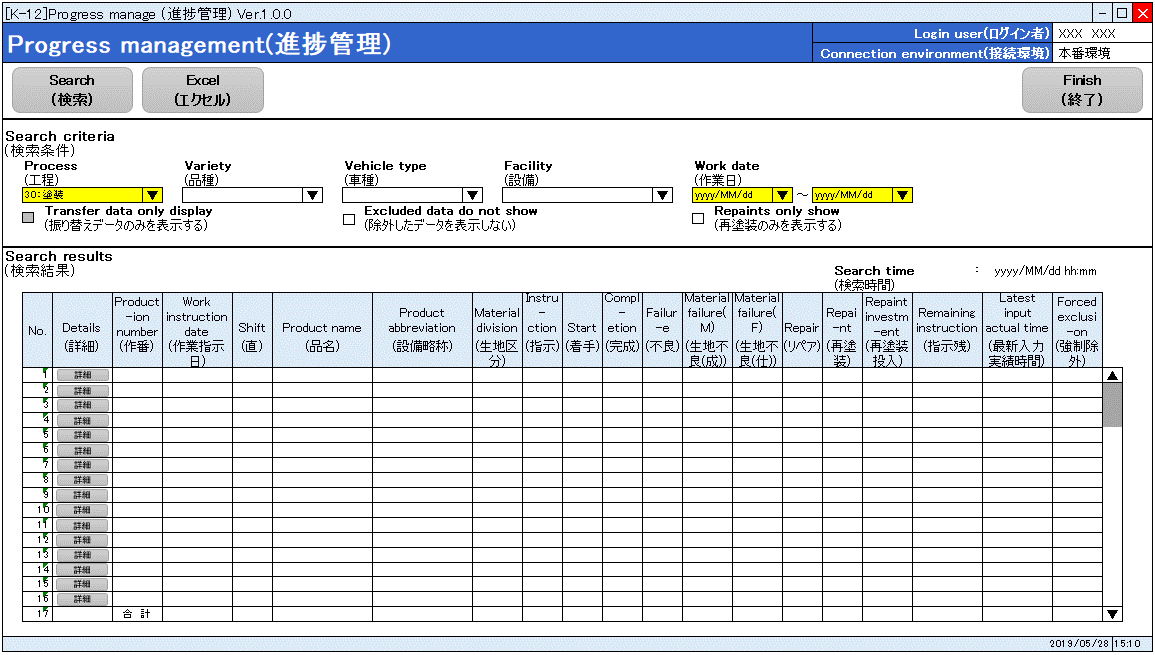 [K-12]Progress manage (進捗管理) Ver.1.0.0
Progress management(進捗管理)
Login user(ログイン者) XXX XXX
Connection environment(接続環境) 本番環境
Search
(検索)
Excel
(エクセル)
Finish
(終了)
Search criteria
(検索条件)
Process
(工程)
30:塗装
Variety
(品種)
Vehicle type
(車種)
Facility
(設備)
Work date
(作業日)
yyyy/MM/dd ～ yyyy/MM/dd
Transfer data only display
(振り替えデータのみを表示する)
Excluded data do not show
(除外したデータを表示しない)
Repaints only show
(再塗装のみを表示する)
Search results
(検索結果)
Search time : yyyy/MM/dd hh:mm
(検索時間)
No.
Details
(詳細)
Product
-ion
number
(作番)
Work
instruction
date
(作業指示
日)
Shift
(直)
Product name
(品名)
Product
abbreviation
(設備略称)
Material
division
(生地区
分)
Instru
-
ction
(指示)
Start
(着手)
Compl
-
etion
(完成)
Failur
-e
(不良)
Material
failure(
M)
(生地不
良(成))
Material
failure(
F)
(生地不
良(仕))
Repair
(リペア)
Repai
-nt
(再塗
装)
Repaint
investm
-ent
(再塗装
投入)
Remaining
instruction
(指示残)
Latest
input
actual time
(最新入力
実績時間)
Forced
exclusi
-on
(強制除
外)
1 詳細
2 詳細
3 詳細
4 詳細
5 詳細
6 詳細
7 詳細
8 詳細
9 詳細
10 詳細
11 詳細
12 詳細
13 詳細
14 詳細
15 詳細
16 詳細
17 合 計
2019/05/28 15:10